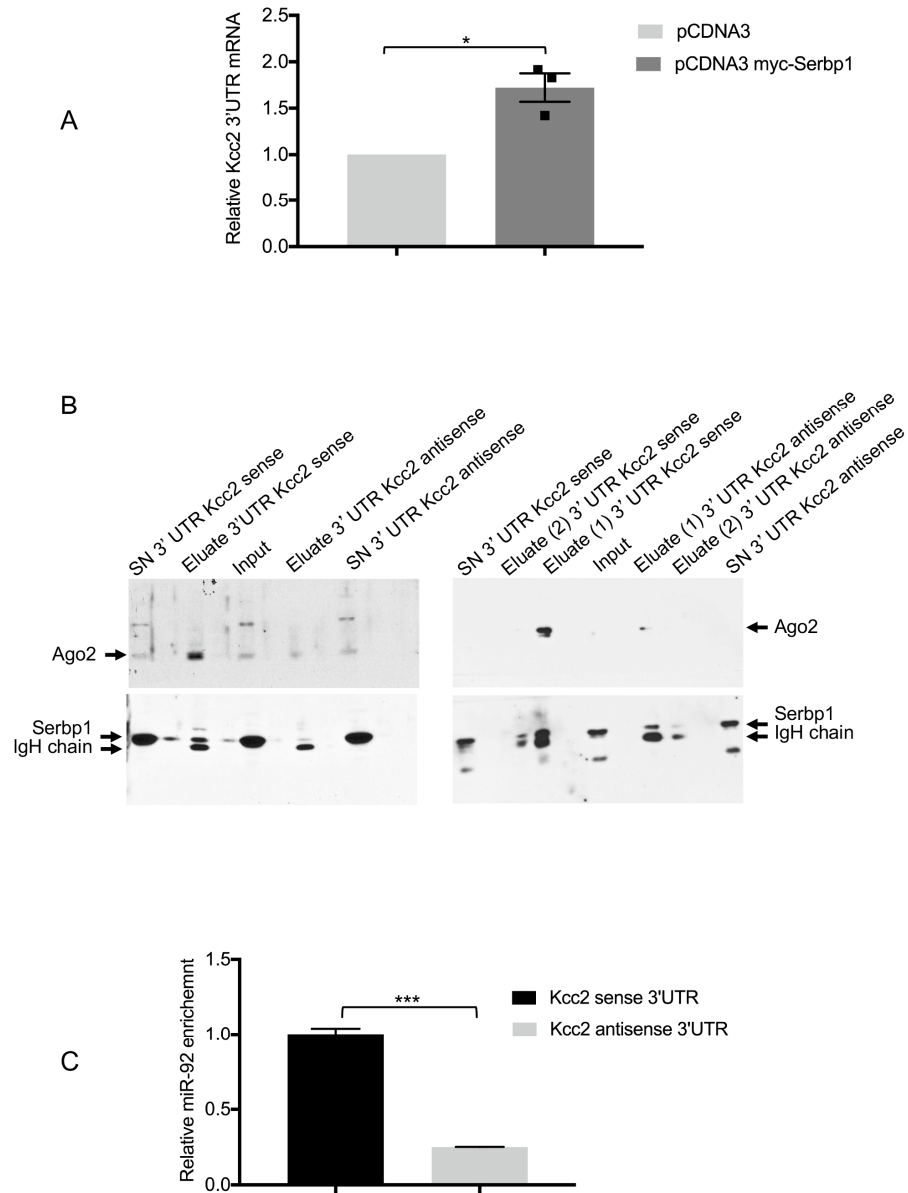 A
Relative Kcc2 3'UTR mRNA
2.5
2.0
1.5
1.0
0.5
0.0
*
pCDNA3
pCDNA3 myc-Serbp1
B
SN 3' UTR Kcc2 sense
Eluate 3'UTR Kcc2 sense
Input
Eluate 3' UTR Kcc2 antisense
SN 3' UTR Kcc2 antisense
Ago2
Serbp1
IgH chain
SN 3' UTR Kcc2 sense
Eluate (2) 3' UTR Kcc2 sense
Eluate (1) 3' UTR Kcc2 sense
Input
Eluate (1) 3' UTR Kcc2 antisense
Eluate (2) 3' UTR Kcc2 antisense
SN 3' UTR Kcc2 antisense
Ago2
Serbp1
IgH chain
C
Relative miR-92 enrichemnt
1.5
1.0
0.5
0.0
***
Kcc2 sense 3'UTR
Kcc2 antisense 3'UTR